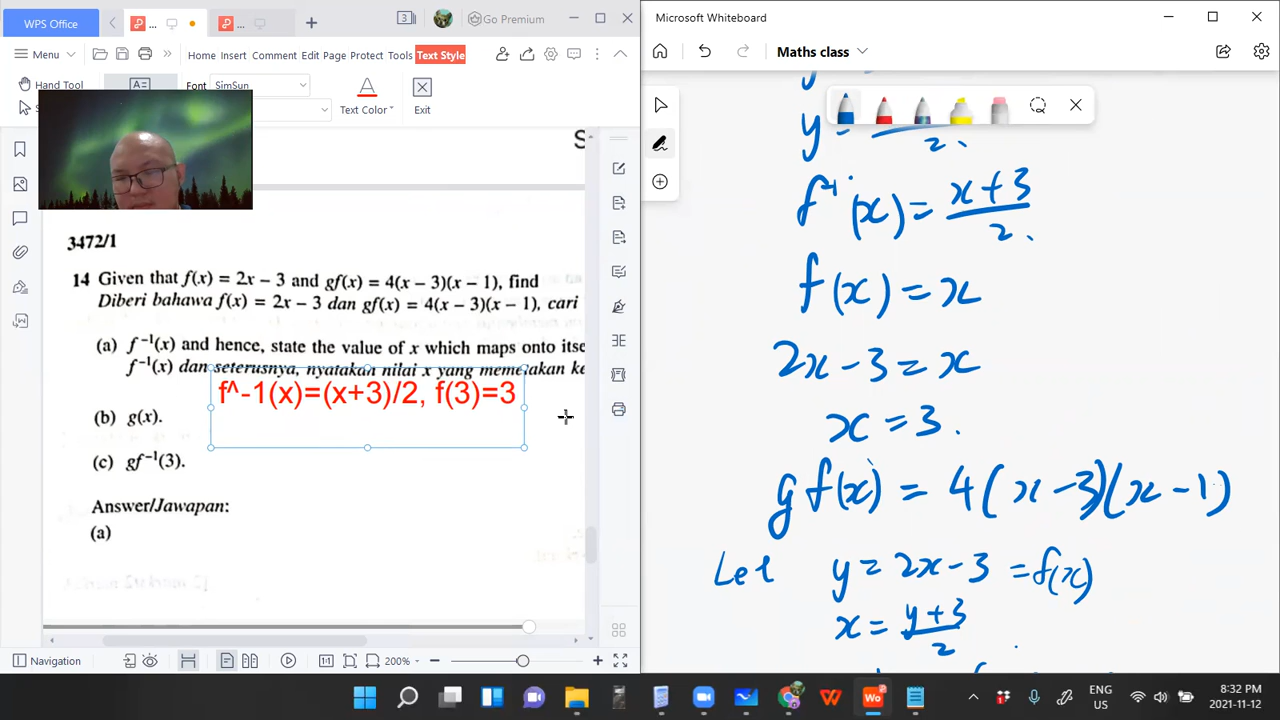 WPS Office
...
...
3
Go Premium
Menu
Home Insert Comment Edit Page Protect
Text Style
Hand Tool
Font SimSun
Text Color
Exit
S
3472/1
14 Given that f(x) = 2x – 3 and gf(x) = 4(x – 3)(x – 1), find
Diberi bahawa f(x) = 2x – 3 dan gf(x) = 4(x – 3)(x – 1), cari
(a) f⁻¹(x) and hence, state the value of x which maps onto itse
f⁻¹(x) dan seterusnya, nyatakan nilai x yang memetakan ke
f^-1(x)=(x+3)/2, f(3)=3
(b) g(x).
(c) gf⁻¹(3).
Answer/Jawapan:
(a)
Navigation
200%
Microsoft Whiteboard
Maths class
y =
2.
f⁻¹(x) = x+3
2.
f(x) = x
2x - 3 = x
x = 3.
g f(x) = 4(x-3)(x-1)
Let y = 2x - 3 = f(x)
x = y+3
2
ENG
US
8:32 PM
2021-11-12